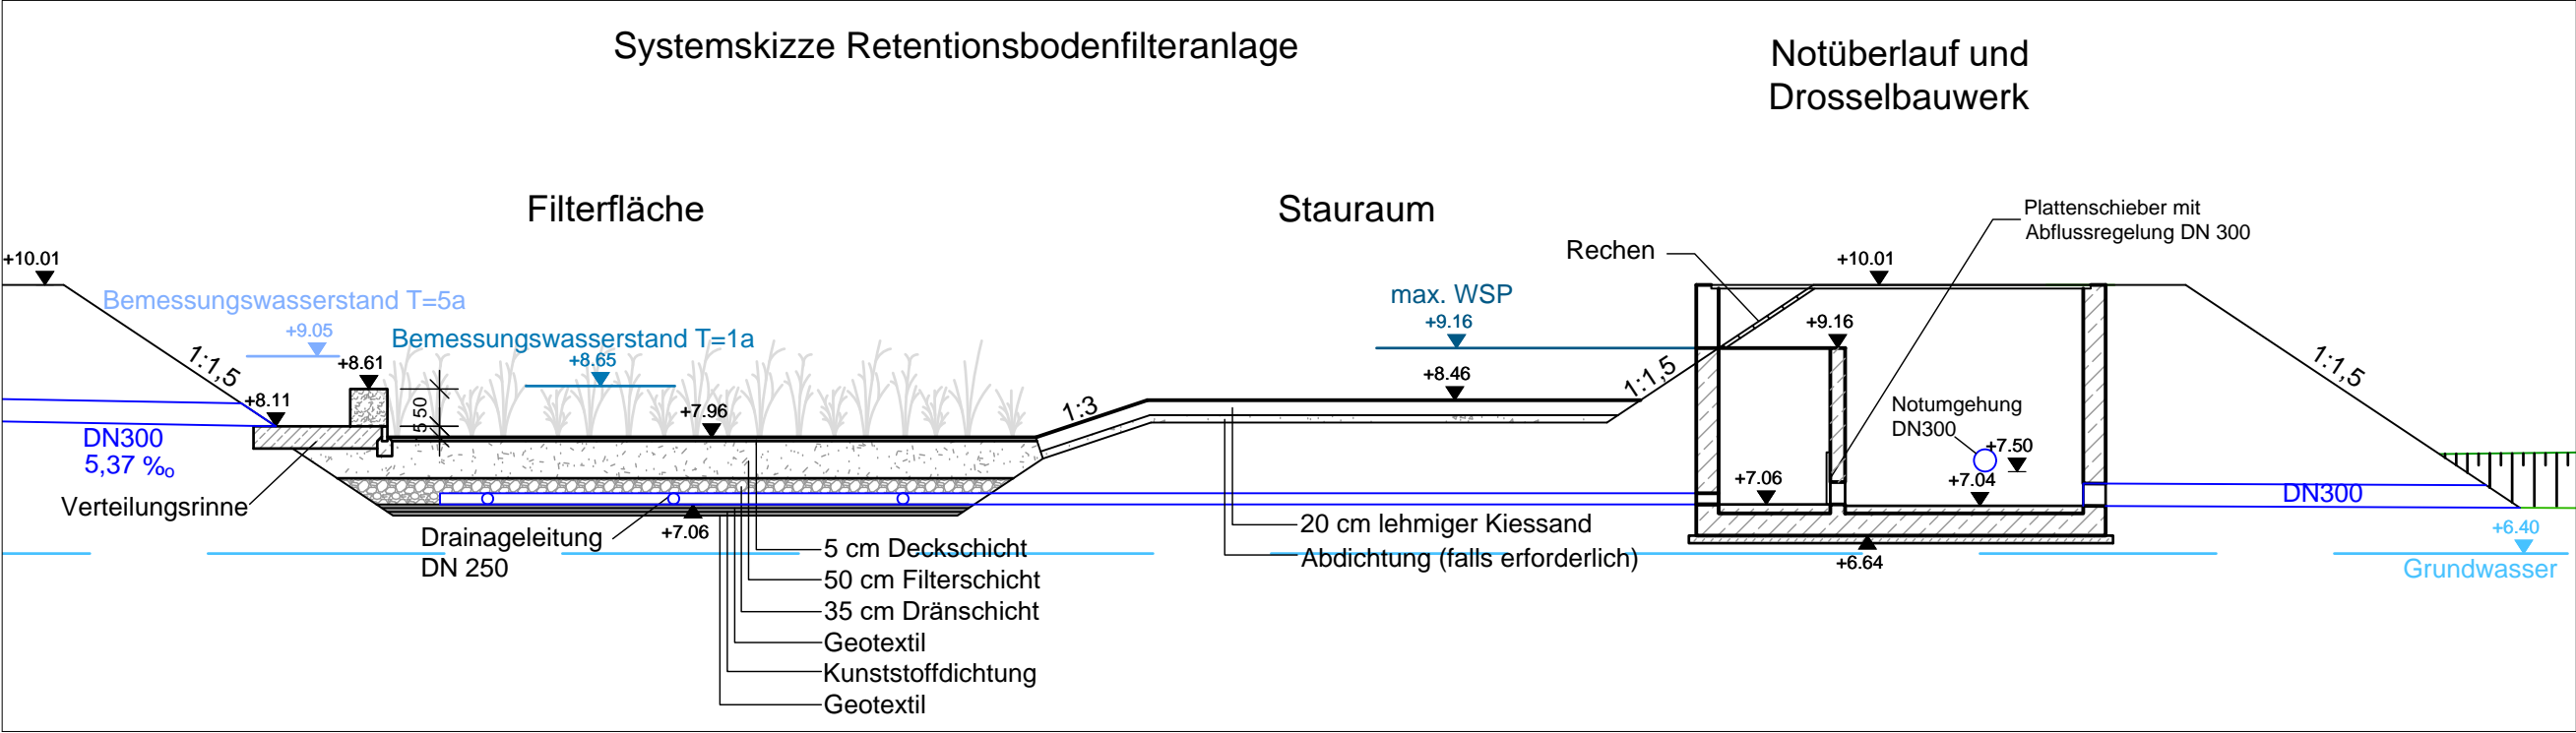 Systemskizze Retentionsbodenfilteranlage
Notüberlauf und
Drosselbauwerk
Filterfläche
Stauraum
Plattenschieber mit
Abflussregelung DN 300
Rechen
+10.01
+10.01
Bemessungswasserstand T=5a
+9.05
Bemessungswasserstand T=1a
+8.65
max. WSP
+9.16
+9.16
1:1,5
+8.61
+8.11
50
5
+7.96
1:3
+8.46
1:1,5
1:1,5
Notumgehung
DN300
+7.50
DN300
5,37 ‰
Verteilungsrinne
+7.06
+7.04
DN300
Drainageleitung
DN 250
+7.06
20 cm lehmiger Kiessand
Abdichtung (falls erforderlich)
+6.64
+6.40
Grundwasser
5 cm Deckschicht
50 cm Filterschicht
35 cm Dränschicht
Geotextil
Kunststoffdichtung
Geotextil